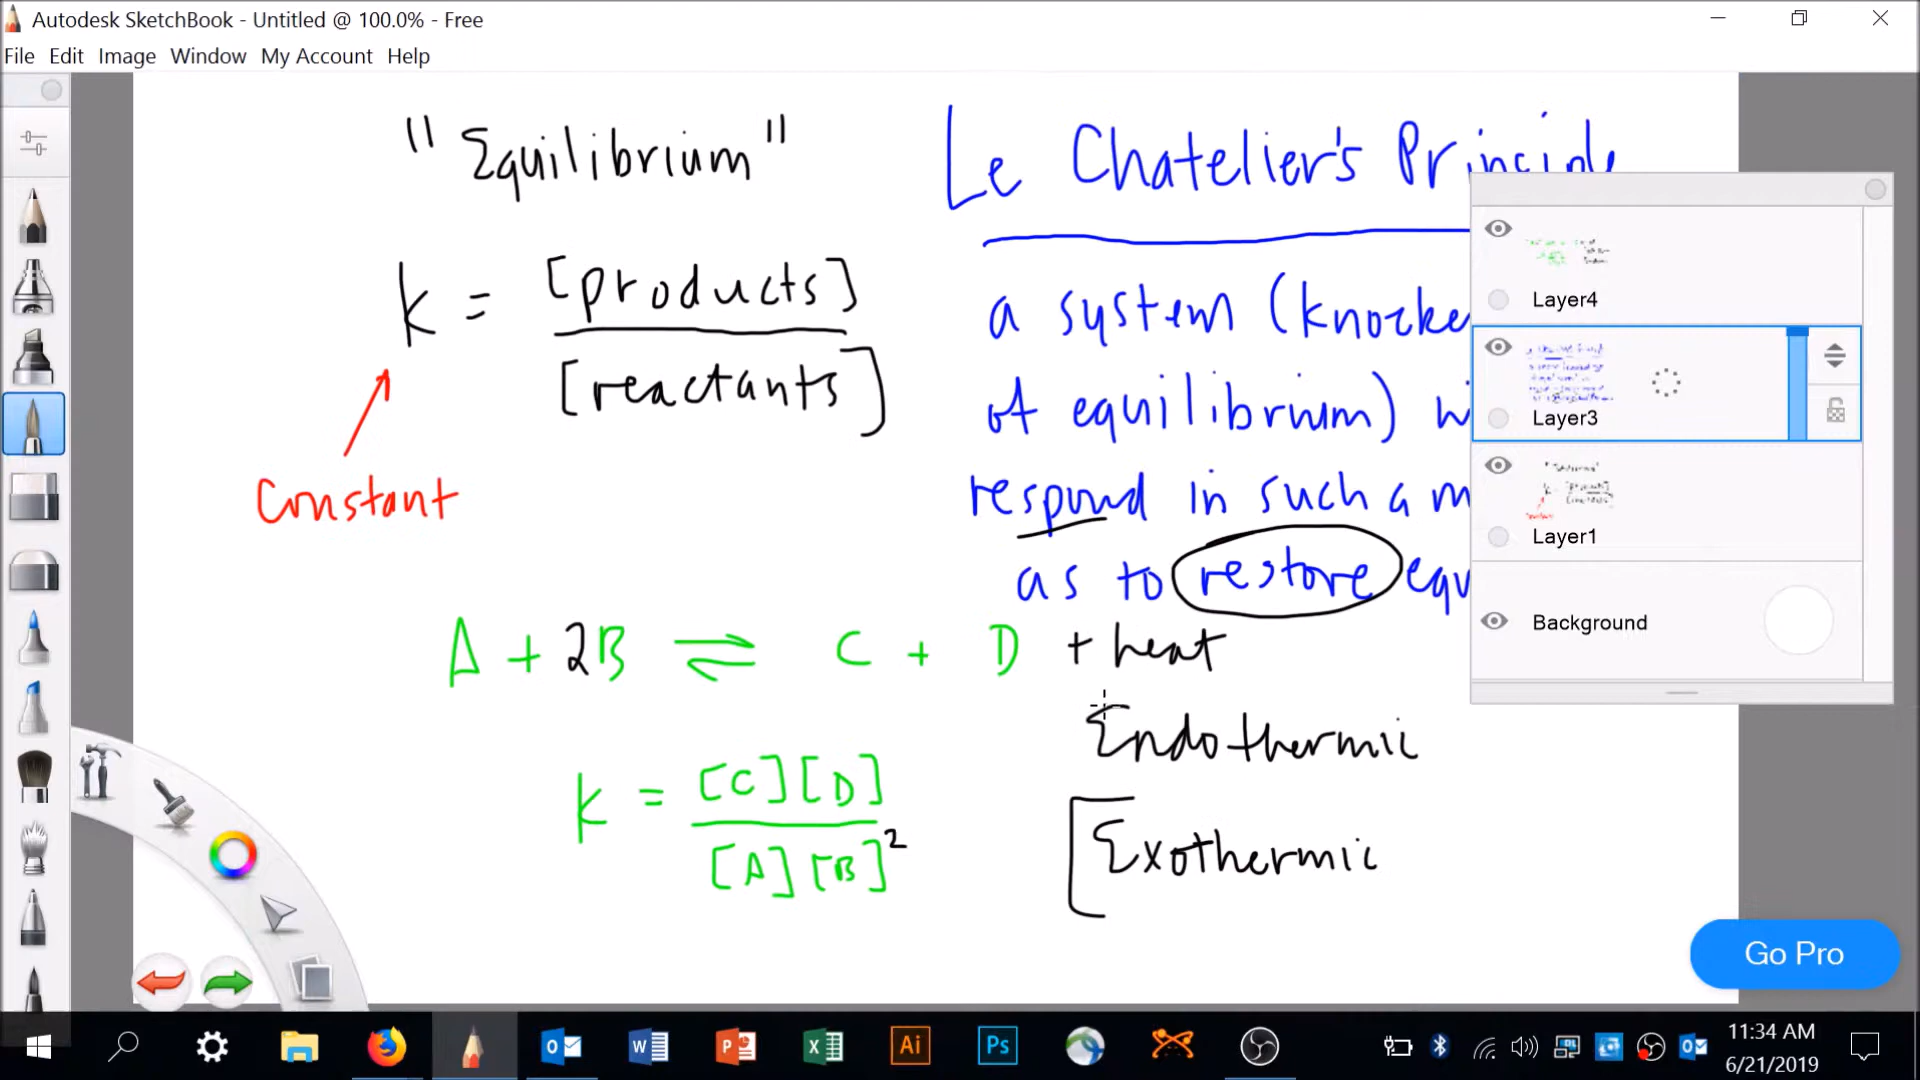 Autodesk SketchBook - Untitled @ 100.0% - Free
File Edit Image Window My Account Help
"Equilibrium"
k = [products]
[reactants]
Constant
Le Chatelier's Principle
a system (knocke
of equilibrium) wi
respond in such a m
as to restore equ
A + 2B ⇌ C + D + heat
k = [C][D]
[A][B]²
Endothermic
Exothermic
Layer4
Layer3
Layer1
Background
Go Pro
11:34 AM
6/21/2019